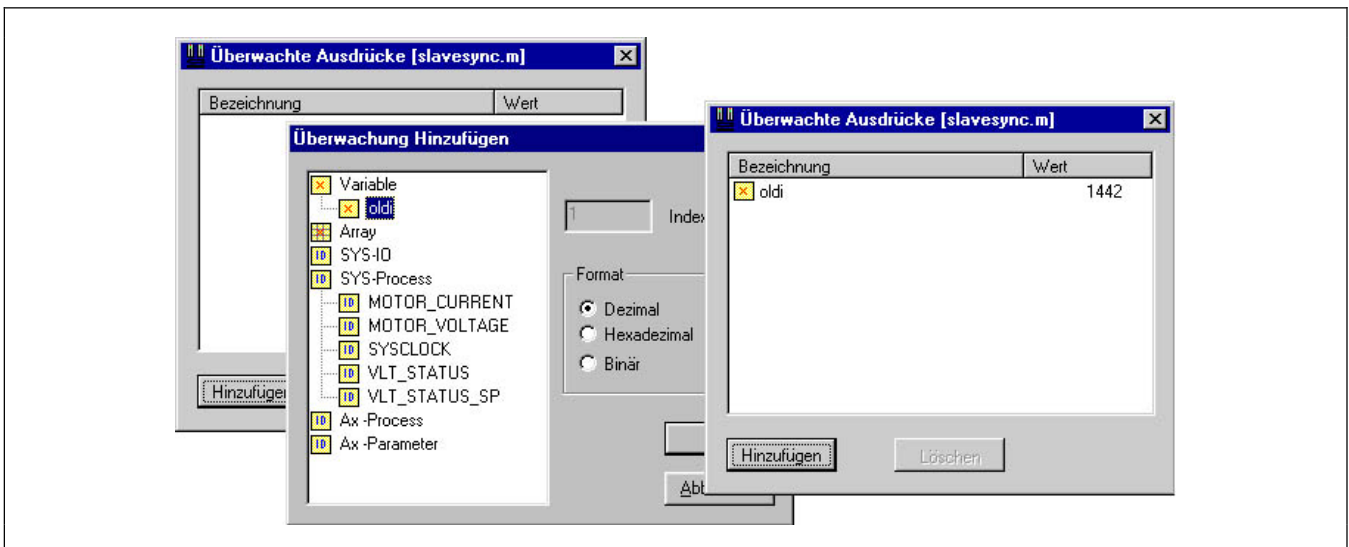 Überwachte Ausdrücke [slavesync.m]
Bezeichnung Wert
Überwachung Hinzufügen
Variable
oldi
Array
SYS-IO
SYS-Process
MOTOR_CURRENT
MOTOR_VOLTAGE
SYSCLOCK
VLT_STATUS
VLT_STATUS_SP
Ax -Process
Ax -Parameter
1
Format
Dezimal
Hexadezimal
Binär
Überwachte Ausdrücke [slavesync.m]
Bezeichnung Wert
oldi 1442
Hinzufügen Löschen